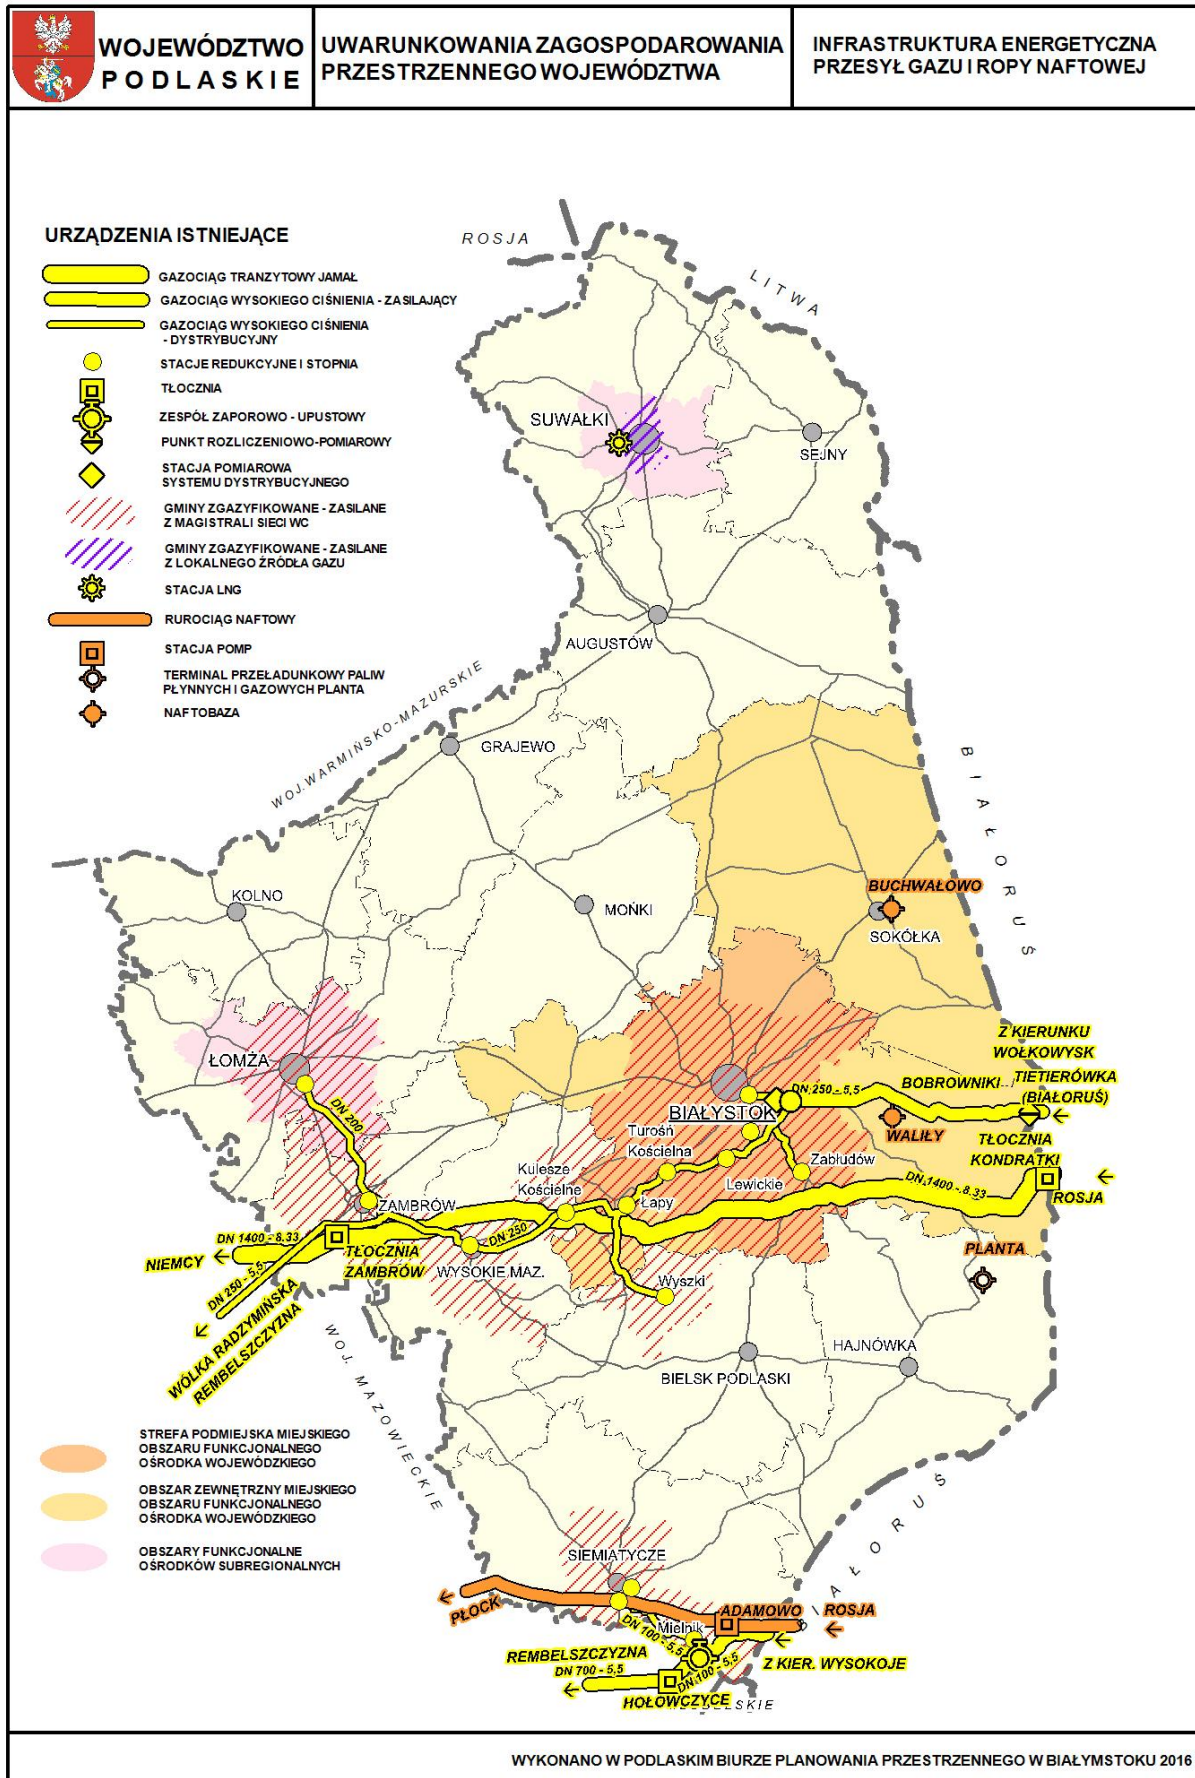 WOJEWÓDZTWO
PODLASKIE
UWARUNKOWANIA ZAGOSPODAROWANIA
PRZESTRZENNEGO WOJEWÓDZTWA
INFRASTRUKTURA ENERGETYCZNA
PRZESYŁ GAZU I ROPY NAFTOWEJ
URZĄDZENIA ISTNIEJĄCE
GAZOCIĄG TRANZYTOWY JAMAŁ
GAZOCIĄG WYSOKIEGO CIŚNIENIA - ZASILAJĄCY
GAZOCIĄG WYSOKIEGO CIŚNIENIA
- DYSTRYBUCYJNY
STACJE REDUKCYJNE I STOPNIA
TŁOCZNIA
ZESPÓŁ ZAPOROWO - UPUSTOWY
PUNKT ROZLICZENIOWO-POMIAROWY
STACJA POMIAROWA
SYSTEMU DYSTRYBUCYJNEGO
GMINY ZGAZYFIKOWANE - ZASILANE
Z MAGISTRALI SIECI WC
GMINY ZGAZYFIKOWANE - ZASILANE
Z LOKALNEGO ŹRÓDŁA GAZU
STACJA LNG
RUROCIĄG NAFTOWY
STACJA POMP
TERMINAL PRZEŁADUNKOWY PALIW
PŁYNNYCH I GAZOWYCH PLANTA
NAFTOBAZA
ROSJA
LITWA
SUWAŁKI
SEJNY
AUGUSTÓW
WOJ.WARMIŃSKO-MAZURSKIE
GRAJEWO
BIAŁORUŚ
KOLNO
MOŃKI
BUCHWAŁOWO
SOKÓŁKA
ŁOMŻA
DN 200
Z KIERUNKU
WOŁKOWYSK
BOBROWNIKI
TIETIERÓWKA
(BIAŁORUŚ)
DN 250 - 5,5
BIAŁYSTOK
WALIŁY
TŁOCZNIA
KONDRATKI
Turośń
Kościelna
Kulesze
Kościelne
Lewickie
Zabłudów
DN 1400 - 8.33
ROSJA
ZAMBRÓW
Łapy
DN 1400 - 8.33
NIEMCY
TŁOCZNIA
ZAMBRÓW
DN 250
WYSOKIE MAZ.
PLANTA
DN 250 - 5,5
Wyszki
WÓLKA RADZYMIŃSKA
REMBELSZCZYZNA
WOJ. MAZOWIECKIE
HAJNÓWKA
BIELSK PODLASKI
STREFA PODMIEJSKA MIEJSKIEGO
OBSZARU FUNKCJONALNEGO
OŚRODKA WOJEWÓDZKIEGO
OBSZAR ZEWNĘTRZNY MIEJSKIEGO
OBSZARU FUNKCJONALNEGO
OŚRODKA WOJEWÓDZKIEGO
OBSZARY FUNKCJONALNE
OŚRODKÓW SUBREGIONALNYCH
BIAŁORUŚ
SIEMIATYCZE
PŁOCK
ADAMOWO
ROSJA
Mielnik
DN 100 - 5,5
REMBELSZCZYZNA
DN 700 - 5,5
DN 100 - 5,5
Z KIER. WYSOKOJE
HOŁOWCZYCE
WYKONANO W PODLASKIM BIURZE PLANOWANIA PRZESTRZENNEGO W BIAŁYMSTOKU 2016